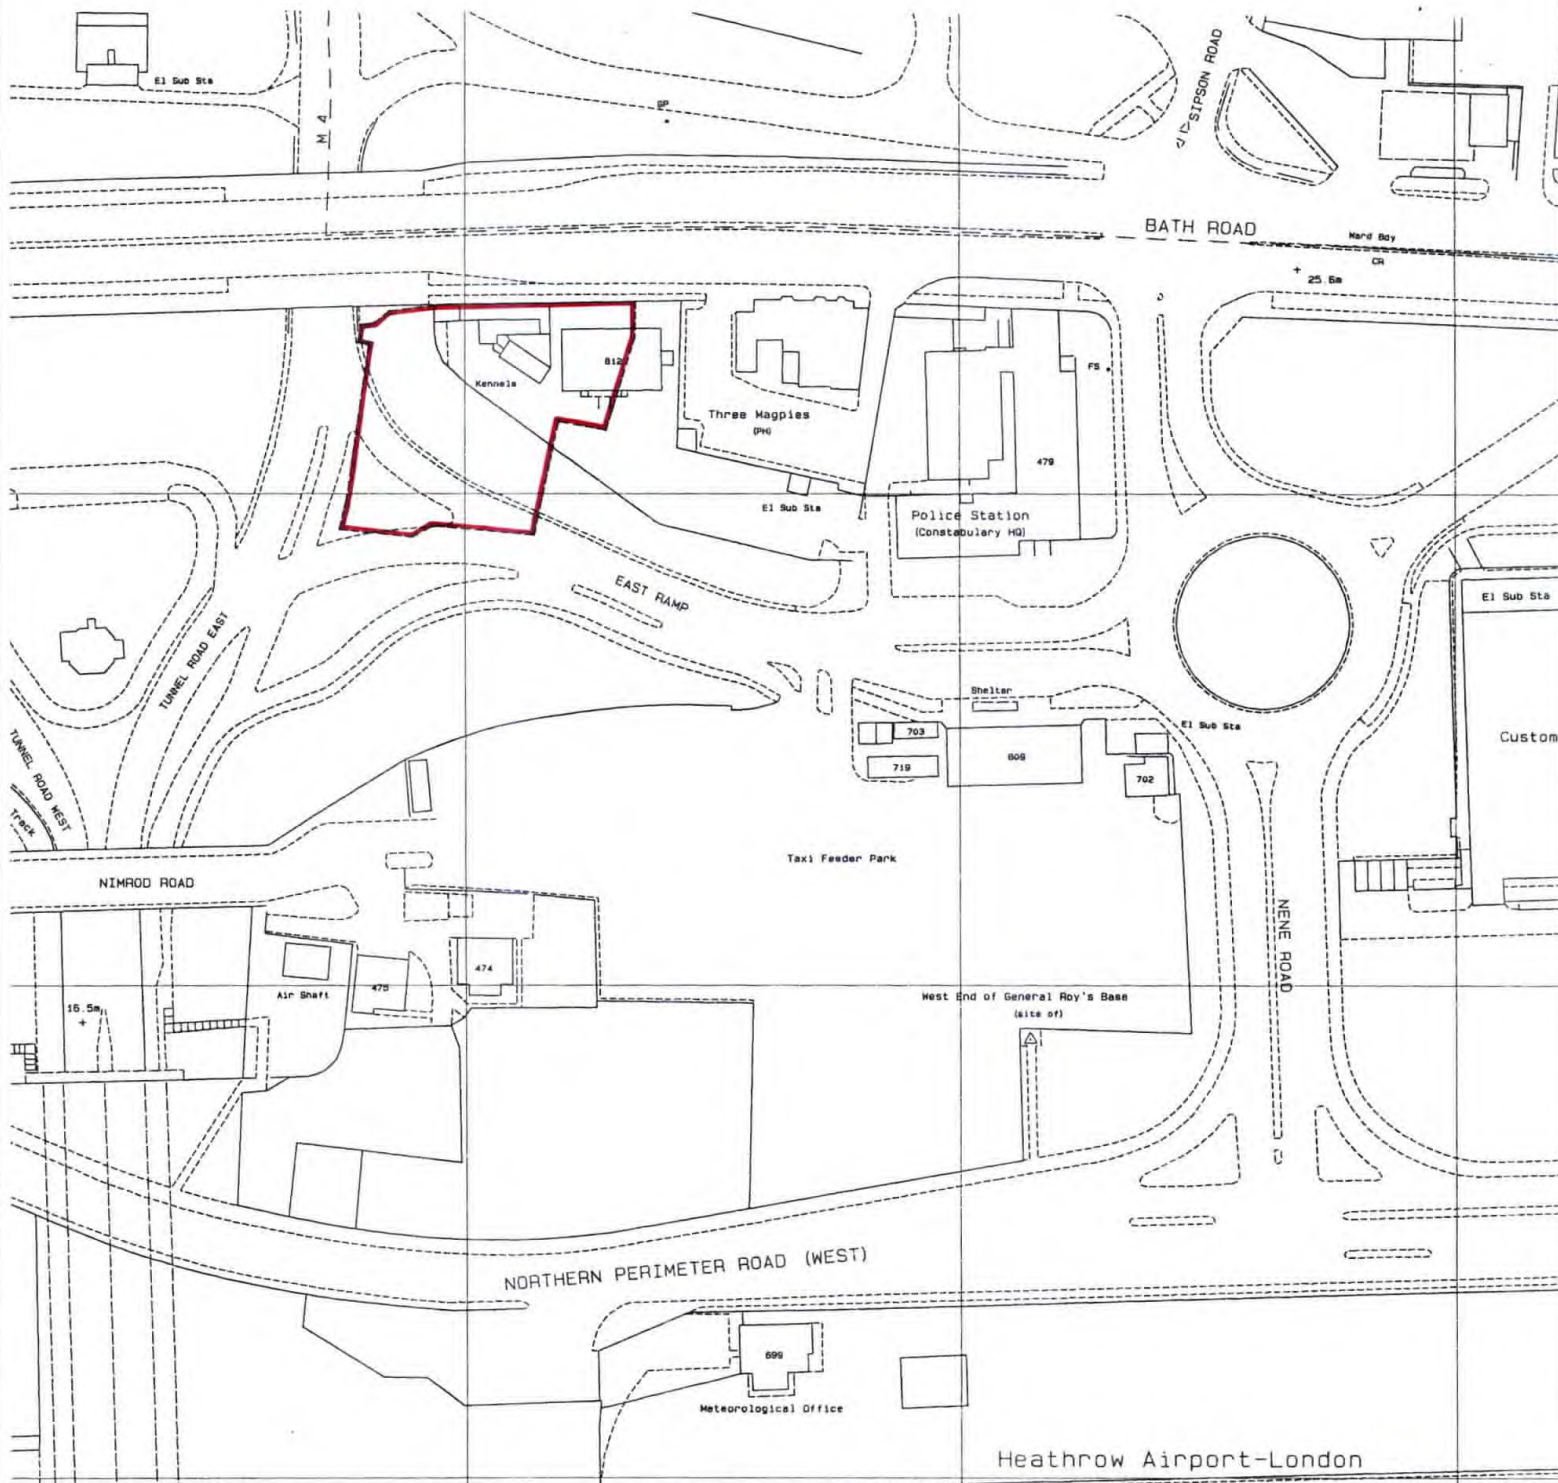 El Sub Sta
M 4
GP
SIPSON ROAD
BATH ROAD
Ward Bdy
CR
25.6m
812
Kennels
FS
Three Magpies
(PH)
479
El Sub Sta
Police Station
(Constabulary HQ)
EAST RAMP
El Sub Sta
TUNNEL ROAD EAST
Shelter
El Sub Sta
703
TUNNEL ROAD WEST
Custom
719
809
702
Track
Taxi Feeder Park
NIMROD ROAD
NENE ROAD
474
475
Air Shaft
West End of General Roy's Base
(site of)
16.5m
NORTHERN PERIMETER ROAD (WEST)
699
Meteorological Office
Heathrow Airport-London